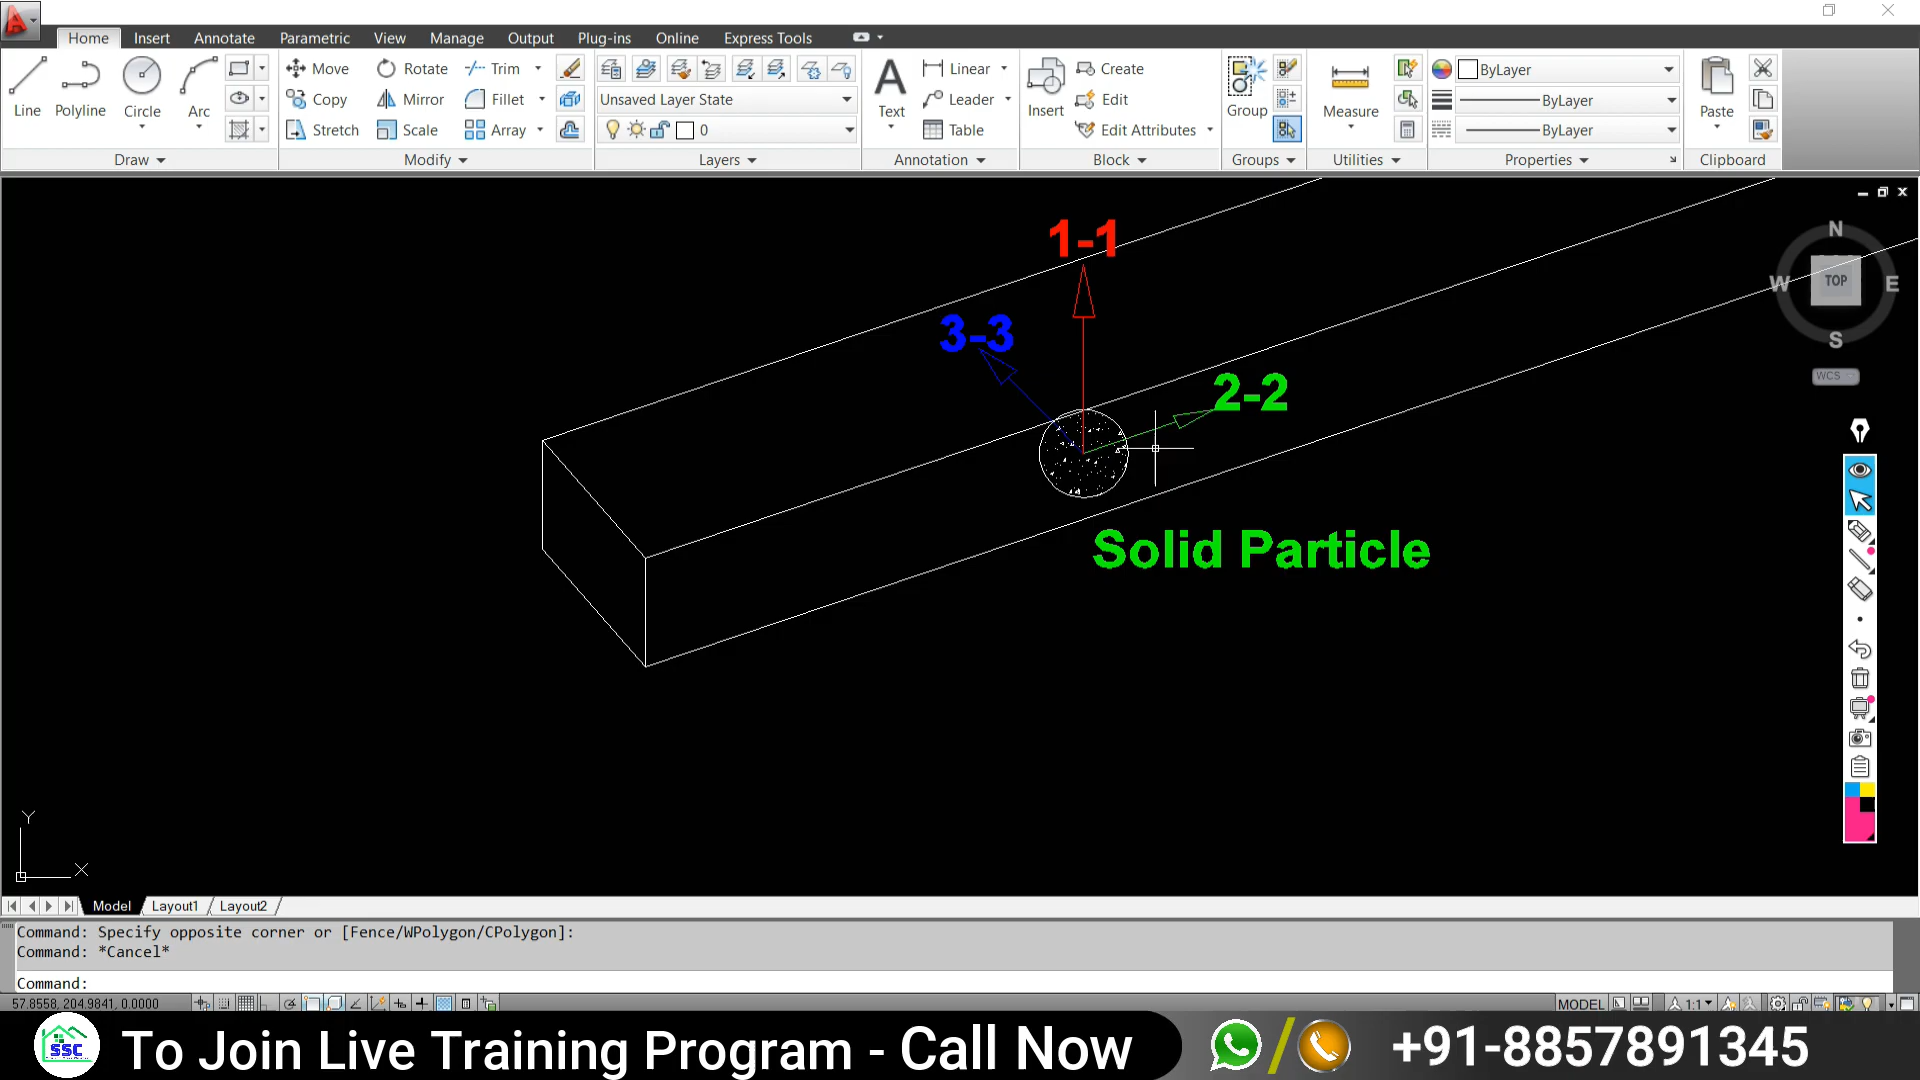 Home Insert Annotate Parametric View Manage Output Plug-ins Online Express Tools
Line Polyline Circle Arc
Move Rotate Trim
Copy Mirror Fillet
Stretch Scale Array
Unsaved Layer State
0
Text
Linear
Leader
Table
Insert
Create
Edit
Edit Attributes
Group
Measure
ByLayer
ByLayer
ByLayer
Paste
Draw Modify Layers Annotation Block Groups Utilities Properties Clipboard
1-1
3-3
2-2
Solid Particle
N
W TOP E
S
WCS
Y
X
Model Layout1 Layout2
Command: Specify opposite corner or [Fence/WPolygon/CPolygon]:
Command: *Cancel*
Command:
57.8558, 204.9841, 0.0000
MODEL 1:1
SSC
To Join Live Training Program - Call Now
+91-8857891345